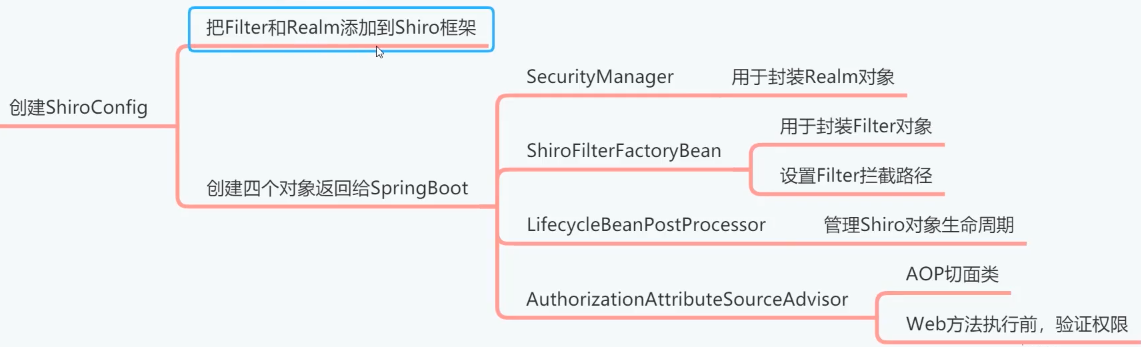 创建ShiroConfig
把Filter和Realm添加到Shiro框架
创建四个对象返回给SpringBoot
SecurityManager
用于封装Realm对象
ShiroFilterFactoryBean
用于封装Filter对象
设置Filter拦截路径
LifecycleBeanPostProcessor
管理Shiro对象生命周期
AuthorizationAttributeSourceAdvisor
AOP切面类
Web方法执行前，验证权限